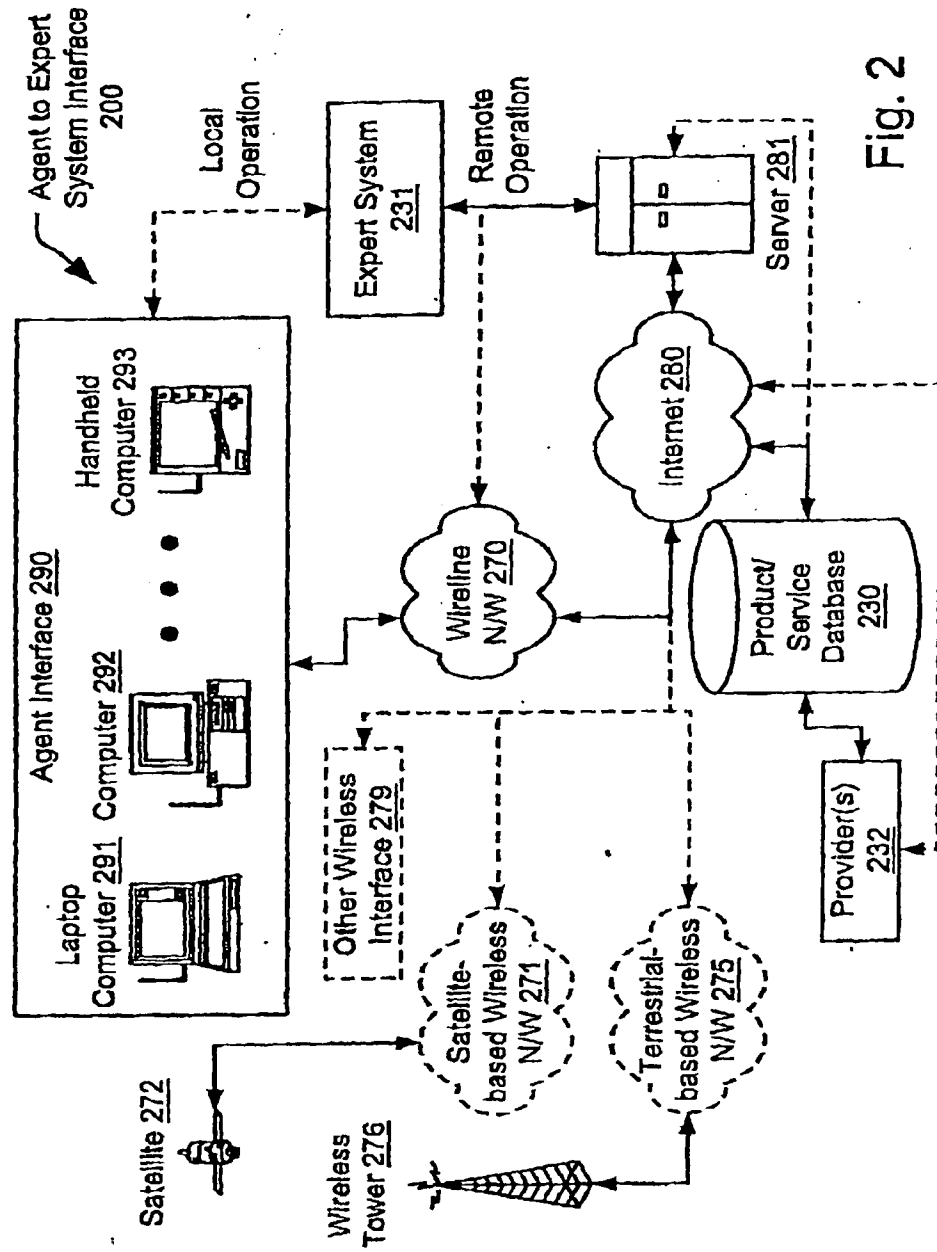 Agent to Expert
System Interface
200
Agent Interface 290
Laptop
Computer 291
Computer 292
Handheld
Computer 293
Local
Operation
Satellite 272
Other Wireless
Interface 279
Wireline
N/W 270
Expert System
231
Remote
Operation
Wireless
Tower 276
Satellite-
based Wireless
N/W 271
Terrestrial-
based Wireless
N/W 275
Internet 280
Server 281
Provider(s)
232
Product/
Service
Database
230
Fig. 2